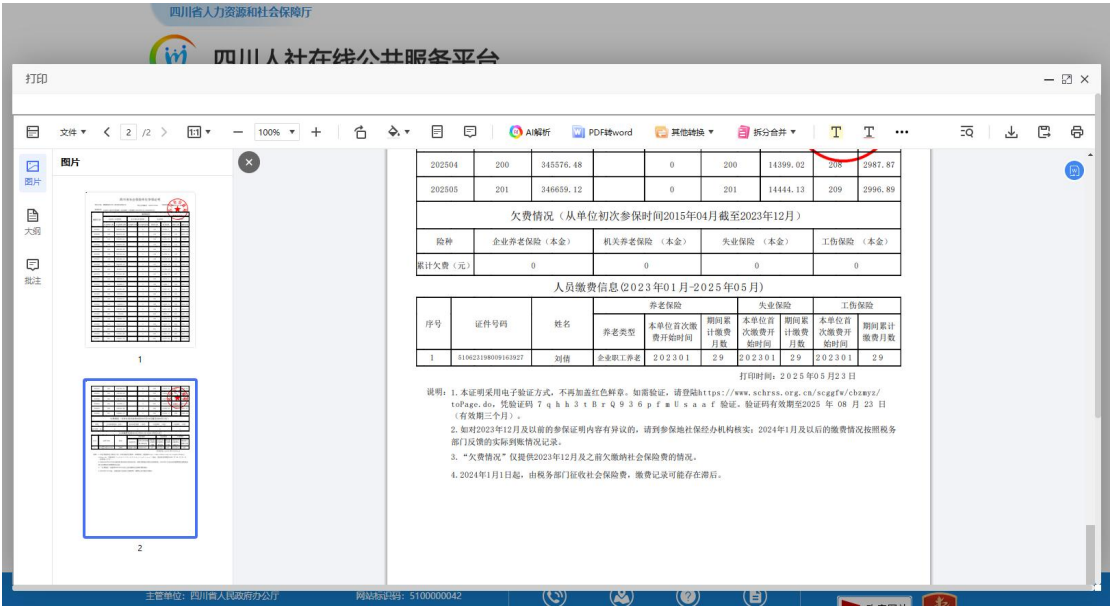 四川省人力资源和社会保障厅
四川人社在线公共服务平台
打印
文件 2 /2 1:1 100% AI解析 PDF转word 其他转换 拆分合并
图片
大纲
批注
图片
1
2
202504 200 345576.48 0 200 14399.02 208 2987.87
202505 201 346659.12 0 201 14444.13 209 2996.89
欠费情况（从单位初次参保时间2015年04月截至2023年12月）
险种 企业养老保险（本金） 机关养老保险 （本金） 失业保险 （本金） 工伤保险 （本金）
累计欠费（元） 0 0 0 0
人员缴费信息(2023年01月-2025年05月)
序号 证件号码 姓名 养老保险 失业保险 工伤保险
养老类型 本单位首次缴费开始时间 期间累计缴费月数 本单位首次缴费开始时间 期间累计缴费月数 本单位首次缴费开始时间 期间累计缴费月数
1 510623198009163927 刘倩 企业职工养老 202301 29 202301 29 202301 29
打印时间：2025年05月23日
说明：1. 本证明采用电子验证方式，不再加盖红色鲜章。如需验证，请登陆https://www.schrss.org.cn/scggfw/cbzmyz/
toPage.do，凭验证码 7qhh3tBrQ936pfmUsaaf 验证。验证码有效期至2025 年 08 月 23 日
（有效期三个月）。
2. 如对2023年12月及以前的参保证明内容有异议的，请到参保地社保经办机构核实；2024年1月及以后的缴费情况按照税务
部门反馈的实际到账情况记录。
3. “欠费情况”仅提供2023年12月及之前欠缴纳社会保险费的情况。
4. 2024年1月1日起，由税务部门征收社会保险费，缴费记录可能存在滞后。
主管单位：四川省人民政府办公厅 网站标识码：5100000042